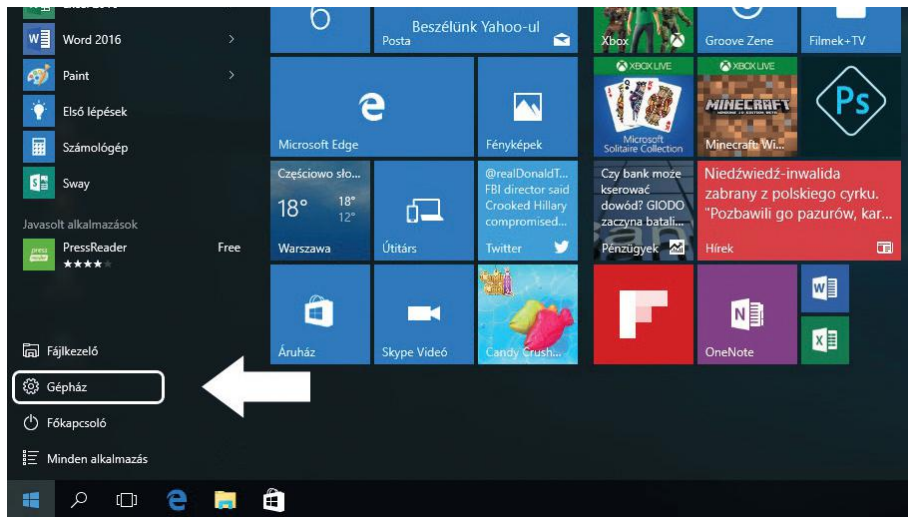 Word 2016
Paint
Első lépések
Számológép
Sway
Javasolt alkalmazások
PressReader
Free
Fájlkezelő
Gépház
Főkapcsoló
Minden alkalmazás
6
Beszélünk Yahoo-ul
Posta
Microsoft Edge
Fényképek
Częściowo sło...
18°
18°
12°
Warszawa
Útitárs
@realDonaldT...
FBI director said
Crooked Hillary
compromised...
Twitter
Áruház
Skype Videó
Candy Crush...
Xbox
Groove Zene
Filmek+TV
XBOX LIVE
Microsoft
Solitaire Collection
XBOX LIVE
MINECRAFT
Minecraft: Wi...
Ps
Czy bank może
kserować
dowód? GIODO
zaczyna batali...
Pénzügyek
Niedźwiedź-inwalida
zabrany z polskiego cyrku.
"Pozbawili go pazurów, kar...
Hírek
OneNote